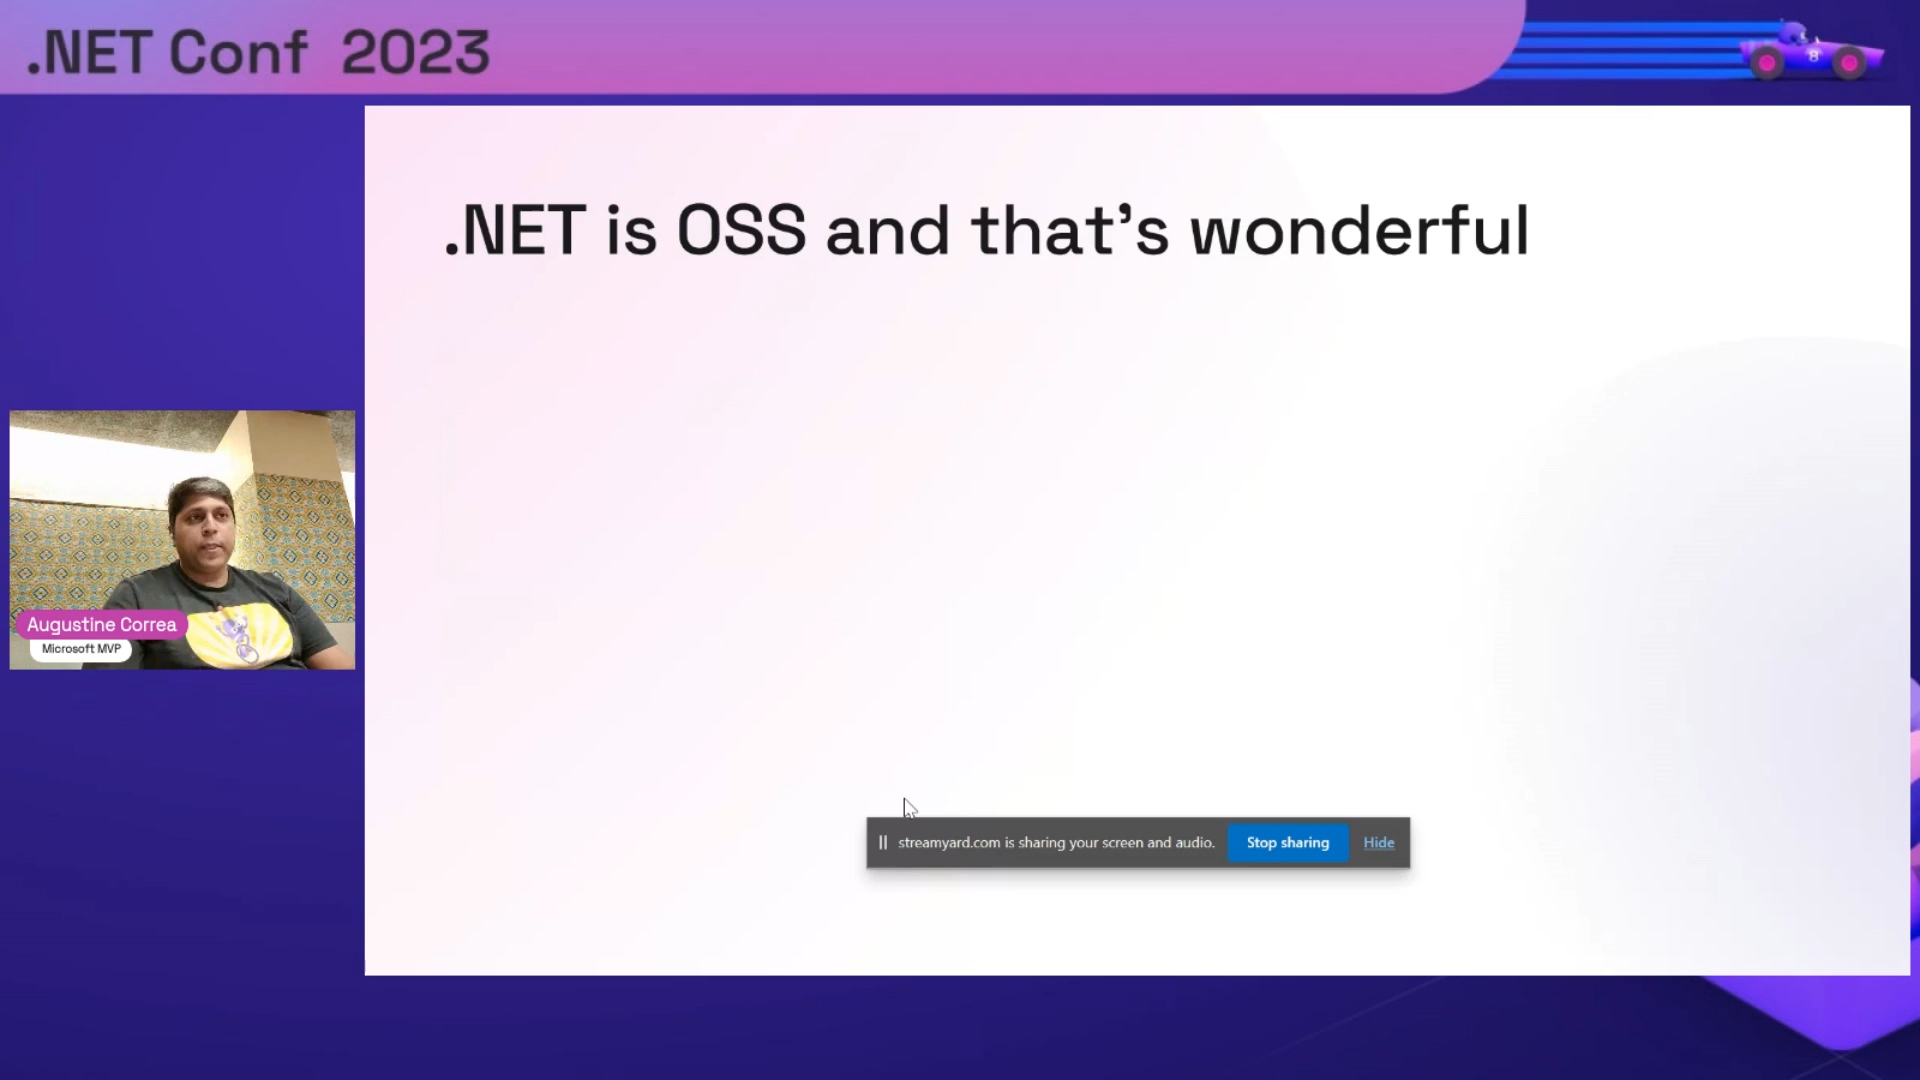 .NET Conf 2023
8
.NET is OSS and that's wonderful
Augustine Correa
Microsoft MVP
streamyard.com is sharing your screen and audio. Stop sharing Hide